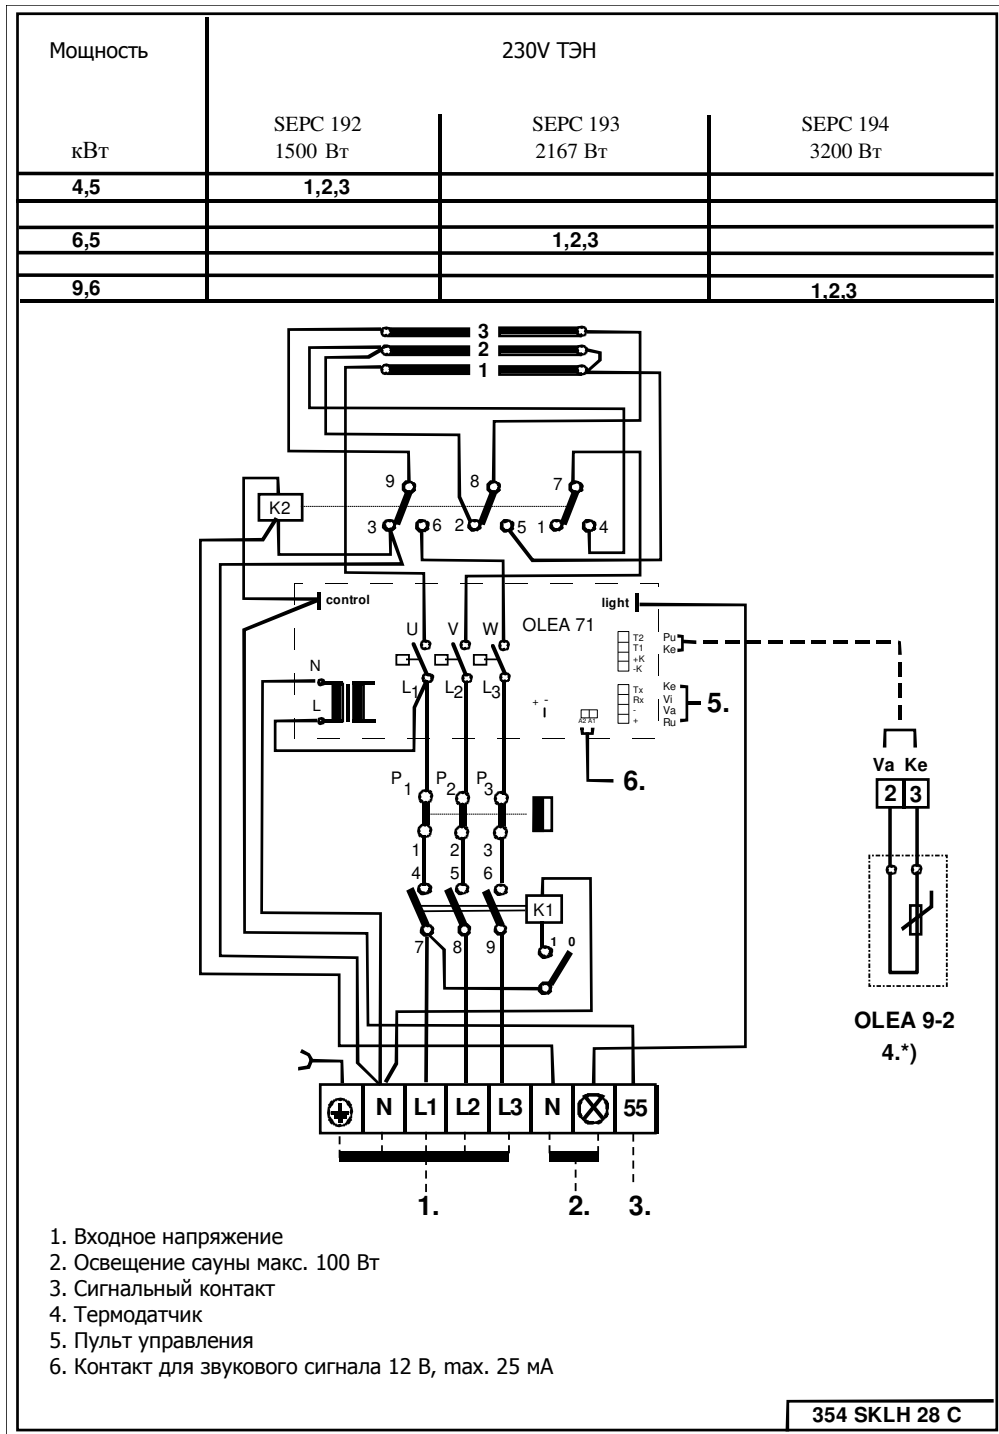 Мощность
230V ТЭН
SEPC 192
SEPC 193
SEPC 194
кВт
1500 Вт
2167 Вт
3200 Вт
4,5
1,2,3
6,5
1,2,3
9,6
1,2,3
3
2
1
9
8
7
K2
3
6
2
5
1
4
control
light
OLEA 71
U
V
W
T2
Pu
T1
Ke
+K
-K
N
L1
L2
L3
L
+ -
Tx
Ke
Rx
Vi
-
Va
+
Ru
5.
A2 A1
6.
P1
P2
P3
Va Ke
2 3
1
2
3
4
5
6
K1
7
8
9
1 0
OLEA 9-2
4.*)
N L1 L2 L3 N 55
1.
2.
3.
1. Входное напряжение
2. Освещение сауны макс. 100 Вт
3. Сигнальный контакт
4. Термодатчик
5. Пульт управления
6. Контакт для звукового сигнала 12 В, max. 25 мА
354 SKLH 28 C